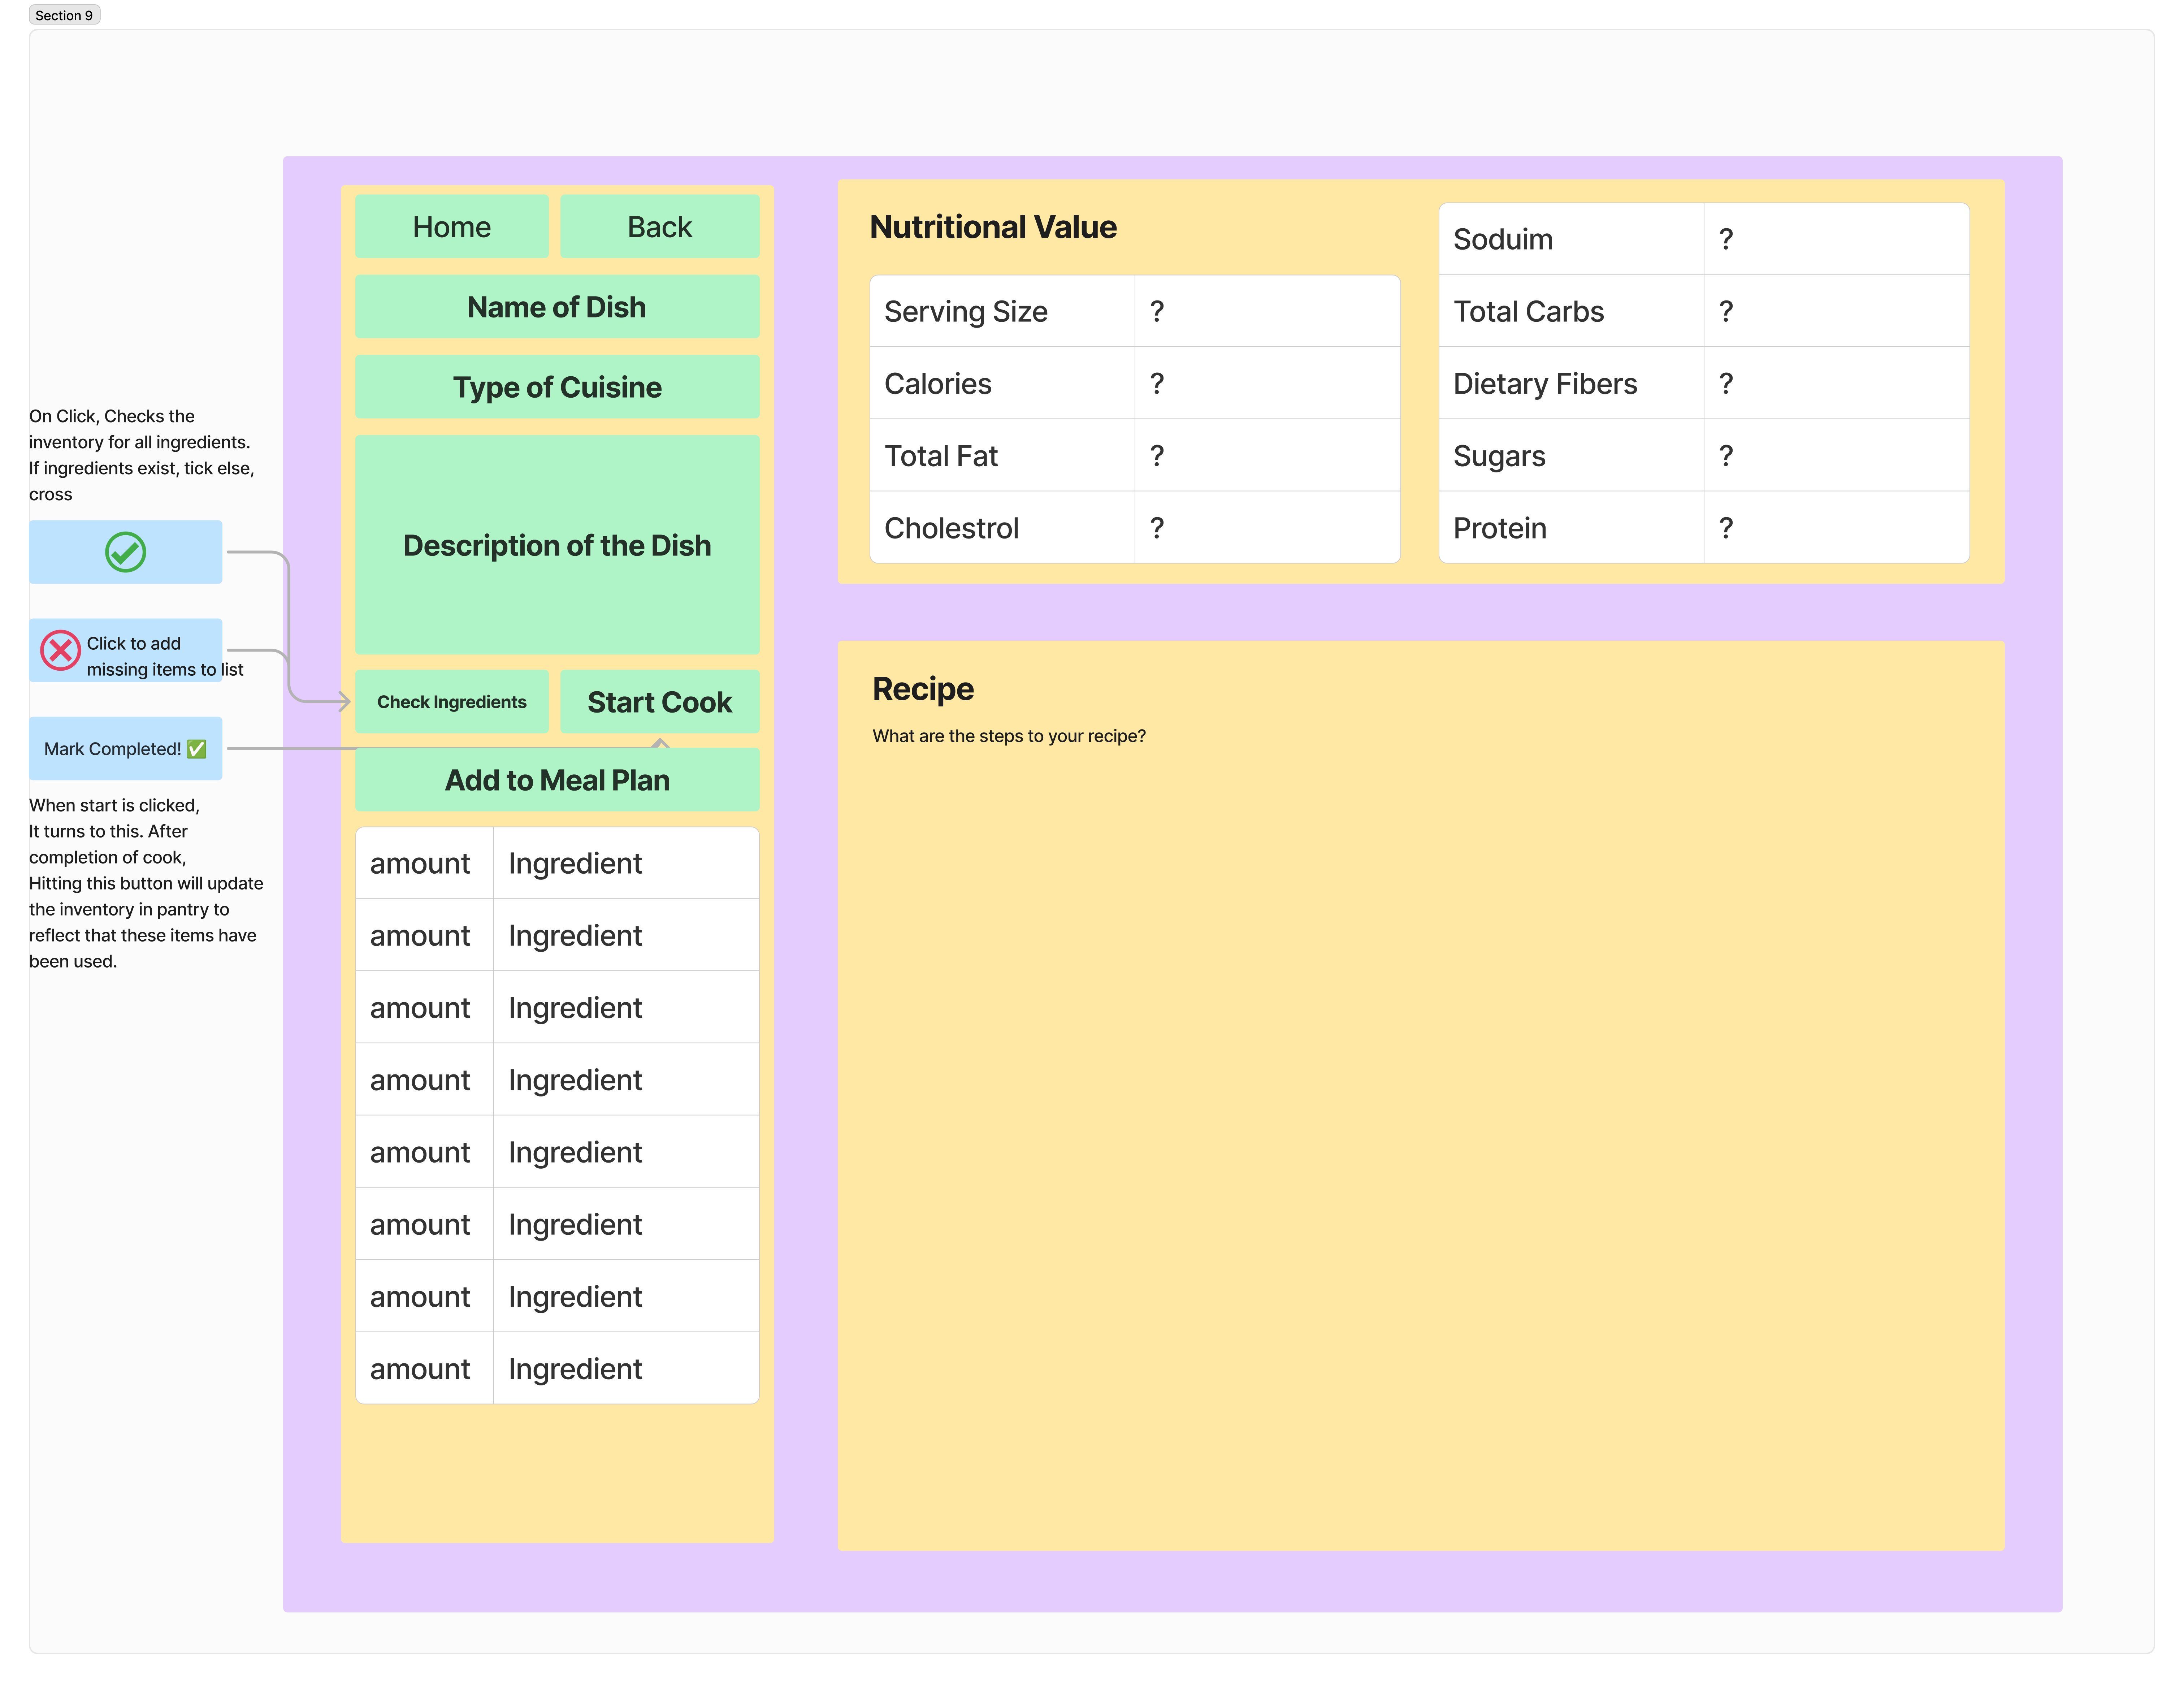 Section 9
On Click, Checks the
inventory for all ingredients.
If ingredients exist, tick else,
cross
Click to add
missing items to list
Mark Completed! ✅
When start is clicked,
It turns to this. After
completion of cook,
Hitting this button will update
the inventory in pantry to
reflect that these items have
been used.
Home
Back
Name of Dish
Type of Cuisine
Description of the Dish
Check Ingredients
Start Cook
Add to Meal Plan
amount Ingredient
amount Ingredient
amount Ingredient
amount Ingredient
amount Ingredient
amount Ingredient
amount Ingredient
amount Ingredient
Nutritional Value
Serving Size ?
Calories ?
Total Fat ?
Cholestrol ?
Soduim ?
Total Carbs ?
Dietary Fibers ?
Sugars ?
Protein ?
Recipe
What are the steps to your recipe?